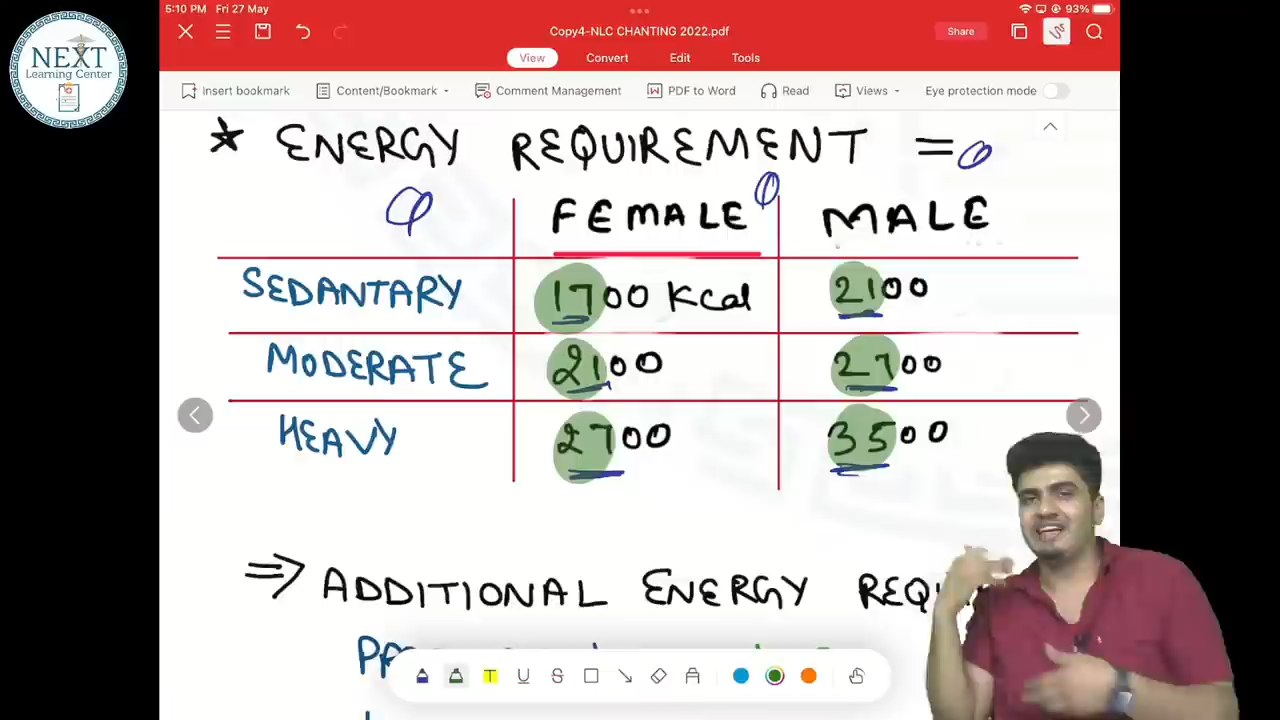 5:10 PM Fri 27 May
93%
NEXT
Learning Center
Copy4-NLC CHANTING 2022.pdf
Share
View Convert Edit Tools
Insert bookmark Content/Bookmark Comment Management PDF to Word Read Views Eye protection mode
* ENERGY REQUIREMENT =
FEMALE MALE
SEDANTARY 1700 Kcal 2100
MODERATE 2100 2700
HEAVY 2700 3500
⇒ ADDITIONAL ENERGY
T U S A